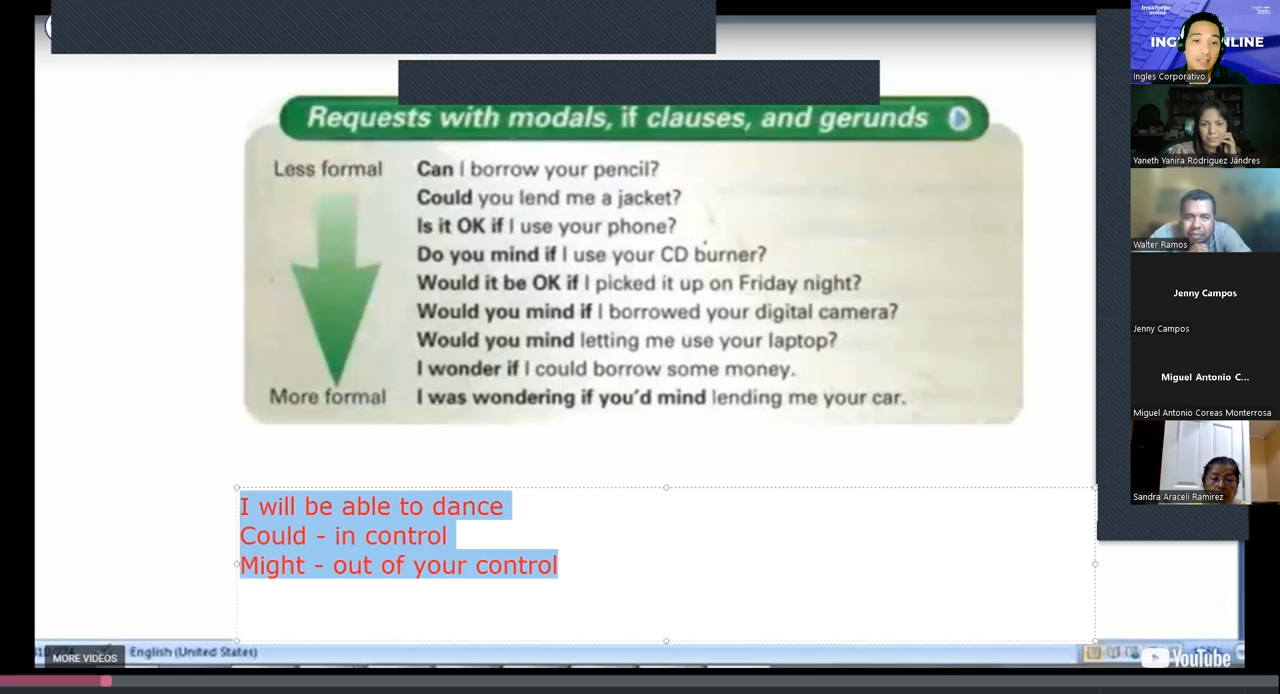 Requests with modals, if clauses, and gerunds
Less formal
Can I borrow your pencil?
Could you lend me a jacket?
Is it OK if I use your phone?
Do you mind if I use your CD burner?
Would it be OK if I picked it up on Friday night?
Would you mind if I borrowed your digital camera?
Would you mind letting me use your laptop?
I wonder if I could borrow some money.
More formal
I was wondering if you'd mind lending me your car.
I will be able to dance
Could - in control
Might - out of your control
English (United States)
MORE VIDEOS
YouTube
Insaforp
online
Ingles Corporativo
Yaneth Yanira Rodriguez Jandres
Walter Ramos
Jenny Campos
Jenny Campos
Miguel Antonio C...
Miguel Antonio Coreas Monterrosa
Sandra Araceli Ramirez